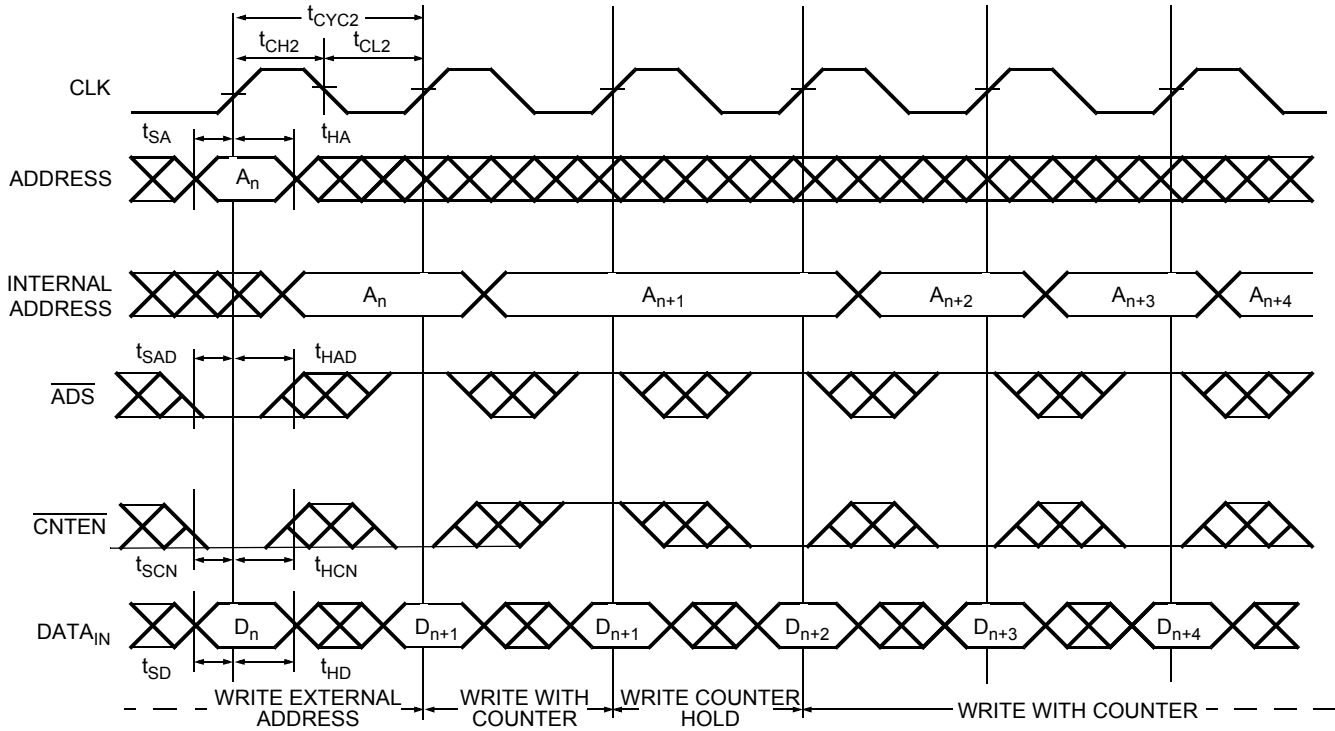 tCYC2
tCH2 tCL2
CLK
tSA tHA
ADDRESS An
INTERNAL ADDRESS An An+1 An+2 An+3 An+4
tSAD tHAD
ADS
CNTEN
tSCN tHCN
DATAIN Dn Dn+1 Dn+1 Dn+2 Dn+3 Dn+4
tSD tHD
WRITE EXTERNAL ADDRESS
WRITE WITH COUNTER
WRITE COUNTER HOLD
WRITE WITH COUNTER